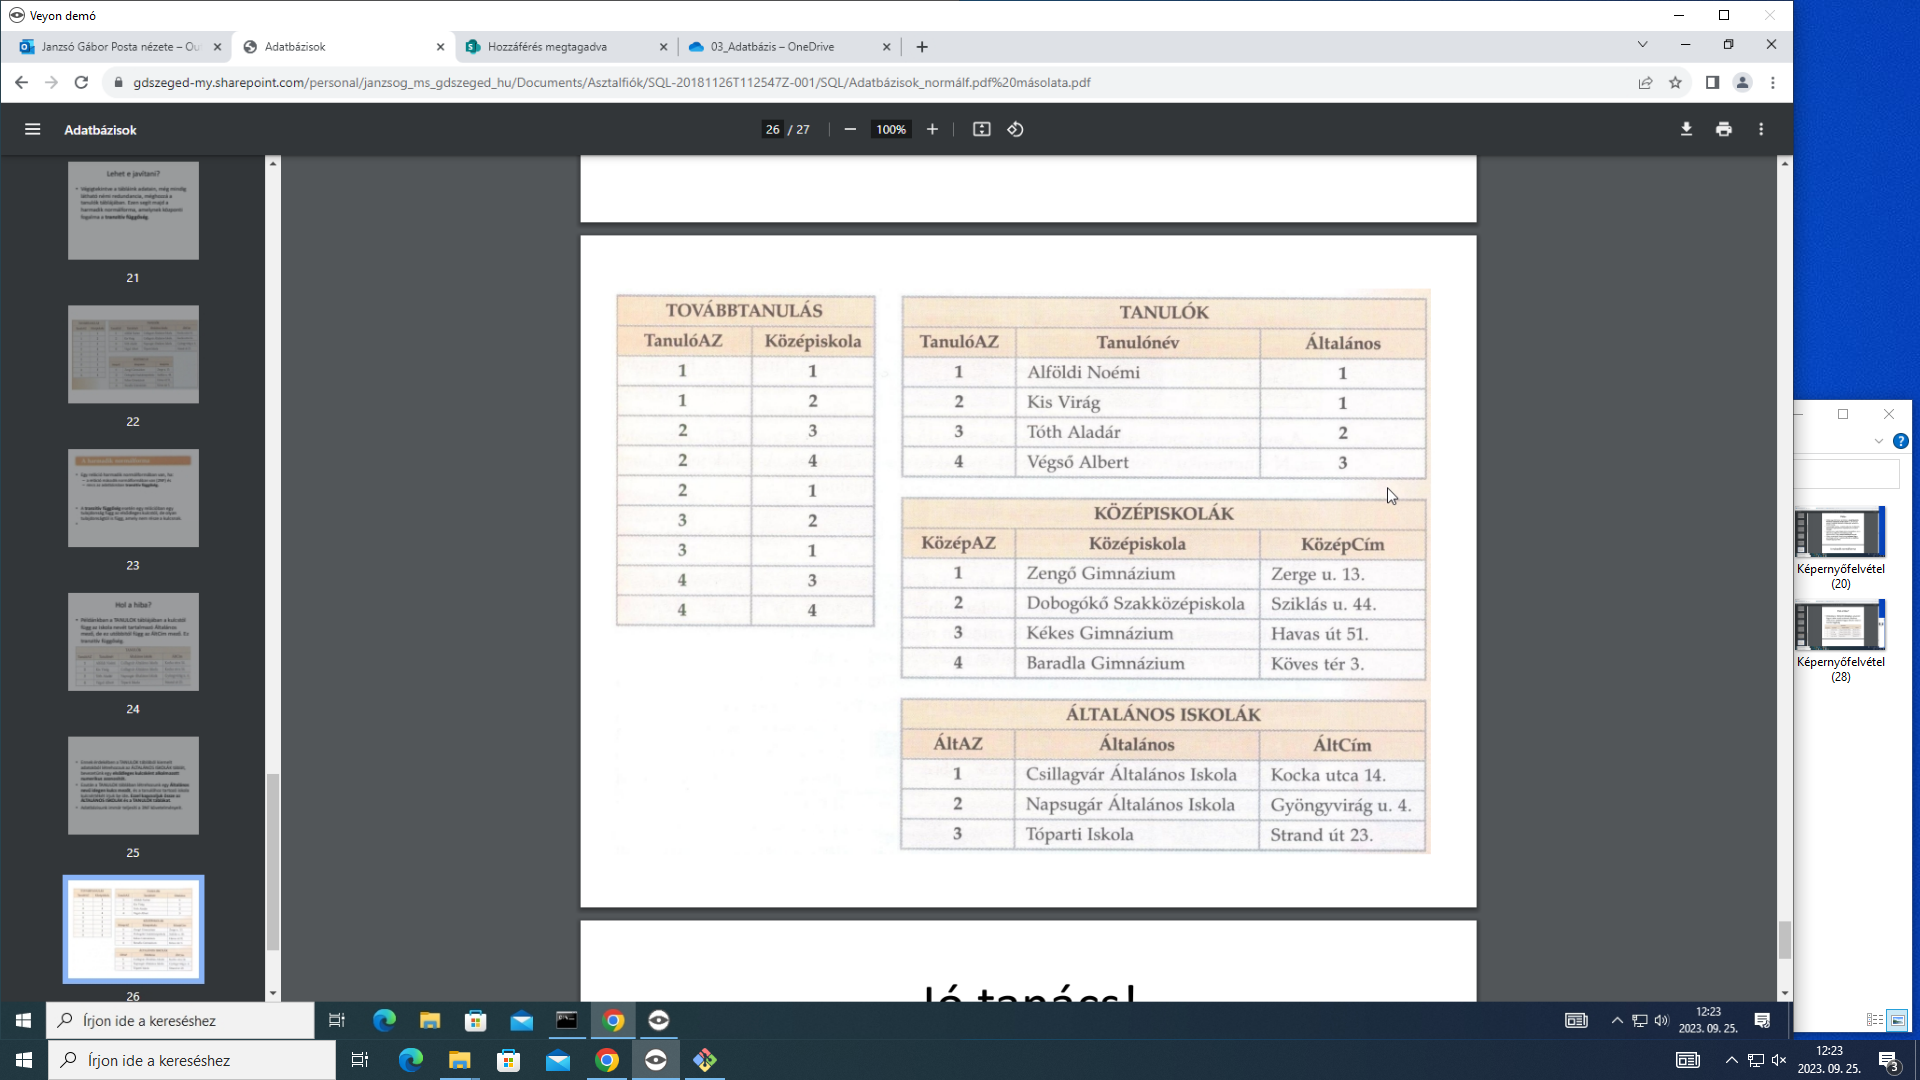 Veyon demó
Janzsó Gábor Posta nézete – Ou
Adatbázisok
Hozzáférés megtagadva
03_Adatbázis – OneDrive
gdszeged-my.sharepoint.com/personal/janzsog_ms_gdszeged_hu/Documents/Asztalfiók/SQL-20181126T112547Z-001/SQL/Adatbázisok_normálf.pdf%20másolata.pdf
Adatbázisok
26 / 27
100%
Lehet e javítani?
21
22
23
Hol a hiba?
24
25
26
TOVÁBBTANULÁS
TanulóAZ Középiskola
1 1
1 2
2 3
2 4
2 1
3 2
3 1
4 3
4 4
TANULÓK
TanulóAZ Tanulónév Általános
1 Alföldi Noémi 1
2 Kis Virág 1
3 Tóth Aladár 2
4 Végső Albert 3
KÖZÉPISKOLÁK
KözépAZ Középiskola KözépCím
1 Zengő Gimnázium Zerge u. 13.
2 Dobogókő Szakközépiskola Sziklás u. 44.
3 Kékes Gimnázium Havas út 51.
4 Baradla Gimnázium Köves tér 3.
ÁLTALÁNOS ISKOLÁK
ÁltAZ Általános ÁltCím
1 Csillagvár Általános Iskola Kocka utca 14.
2 Napsugár Általános Iskola Gyöngyvirág u. 4.
3 Tóparti Iskola Strand út 23.
Jó tanács!
Képernyőfelvétel
(20)
Képernyőfelvétel
(28)
Írjon ide a kereséshez
12:23
2023. 09. 25.
Írjon ide a kereséshez
12:23
2023. 09. 25.
3